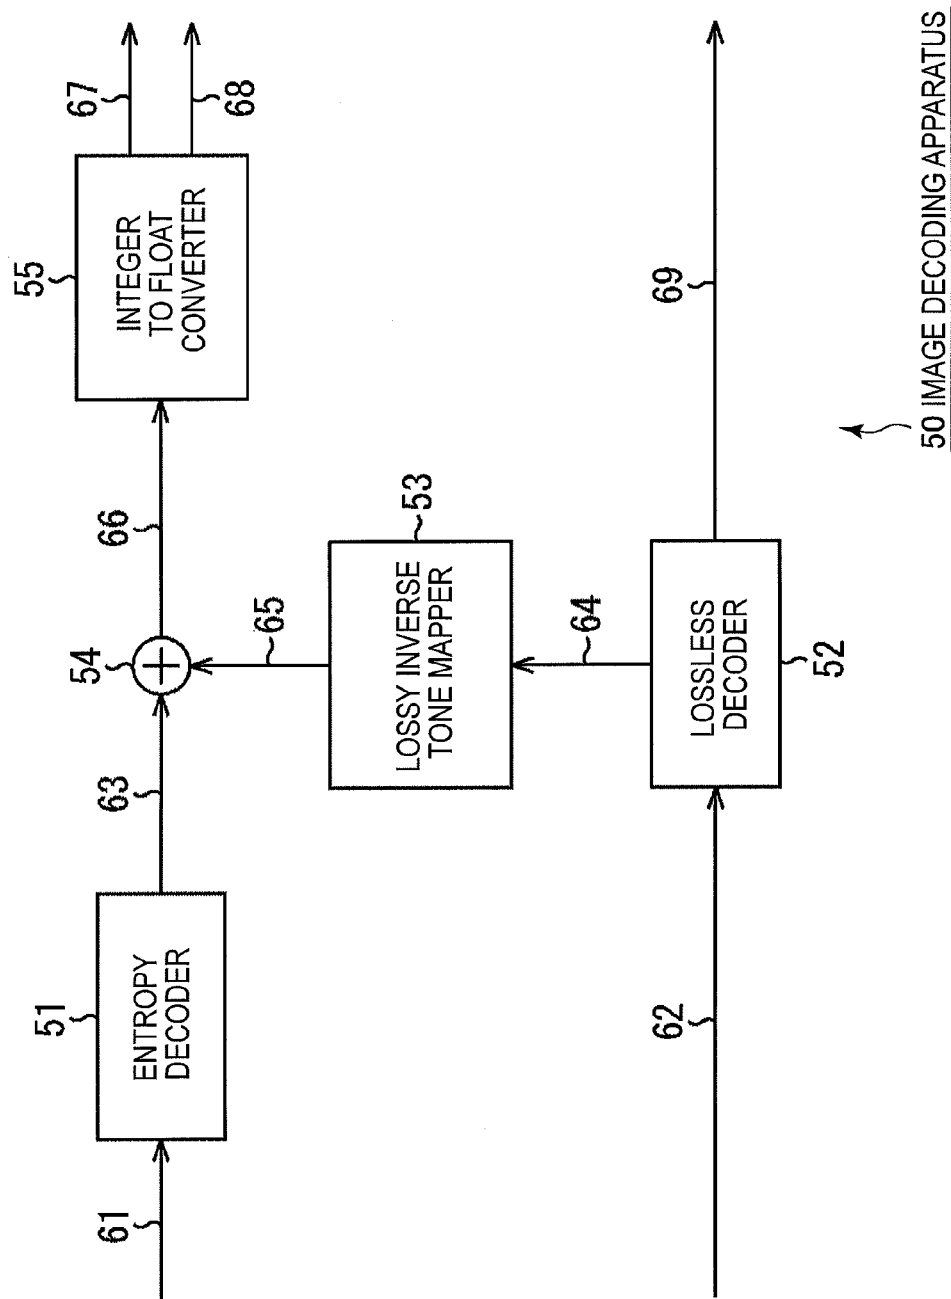 61
51
ENTROPY
DECODER
63
54
66
55
INTEGER
TO FLOAT
CONVERTER
67
68
65
53
LOSSY INVERSE
TONE MAPPER
64
62
LOSSLESS
DECODER
52
69
50 IMAGE DECODING APPARATUS